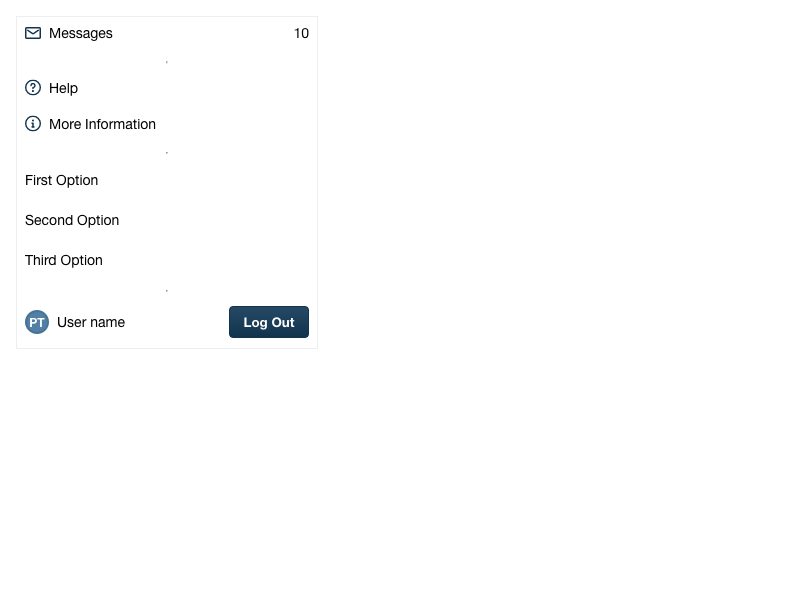 Messages 10
Help
More Information
First Option
Second Option
Third Option
PT User name Log Out